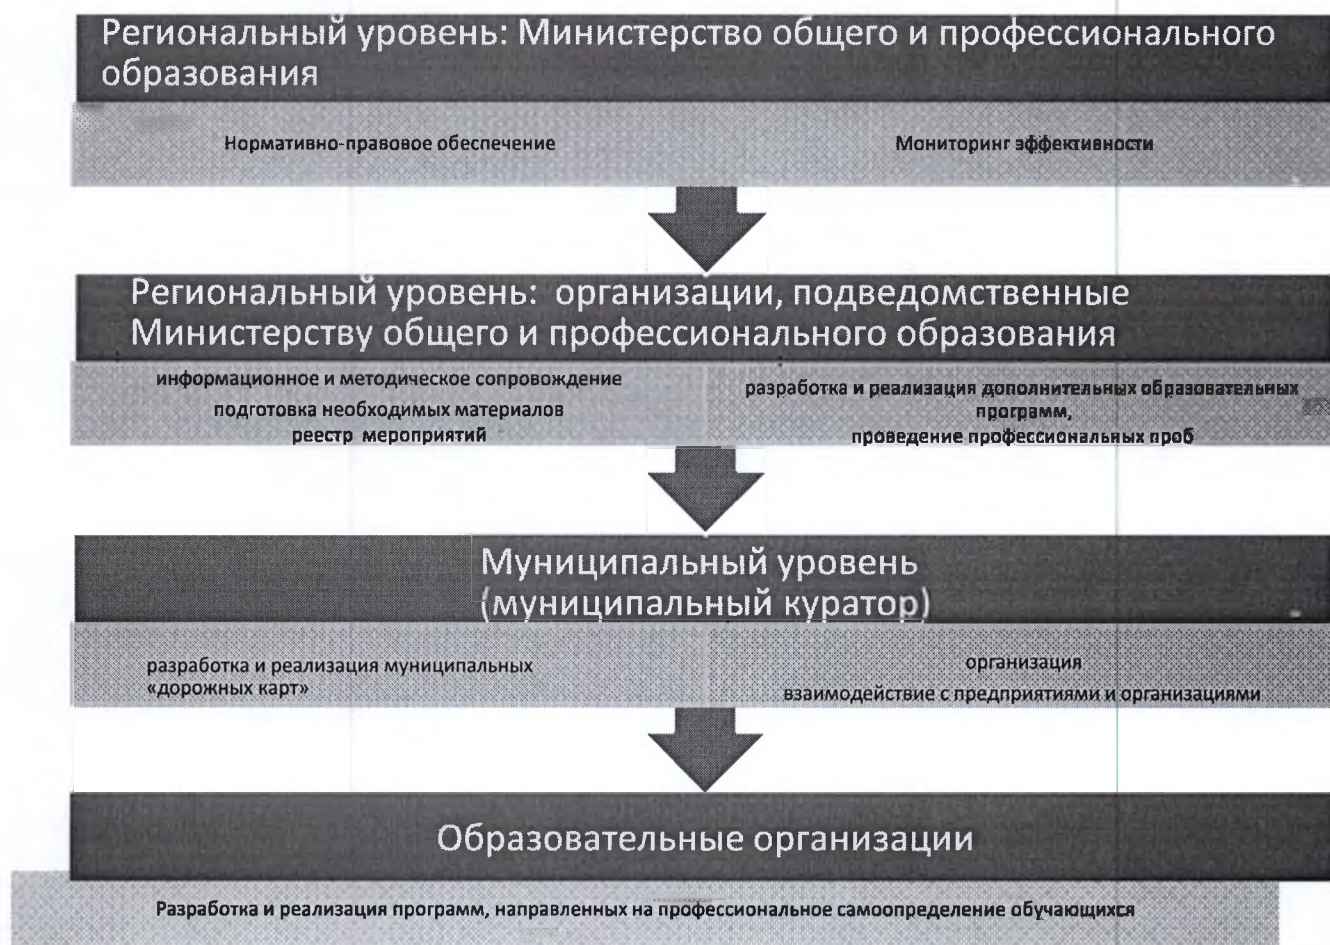 Региональный уровень: Министерство общего и профессионального
образования
Нормативно-правовое обеспечение
Мониторинг эффективности
Региональный уровень: организации, подведомственные
Министерству общего и профессионального образования
информационное и методическое сопровождение
подготовка необходимых материалов
реестр мероприятий
разработка и реализация дополнительных образовательных
программ,
проведение профессиональных проб
Муниципальный уровень
(муниципальный куратор)
разработка и реализация муниципальных
«дорожных карт»
организация
взаимодействие с предприятиями и организациями
Образовательные организации
Разработка и реализация программ, направленных на профессиональное самоопределение обучающихся